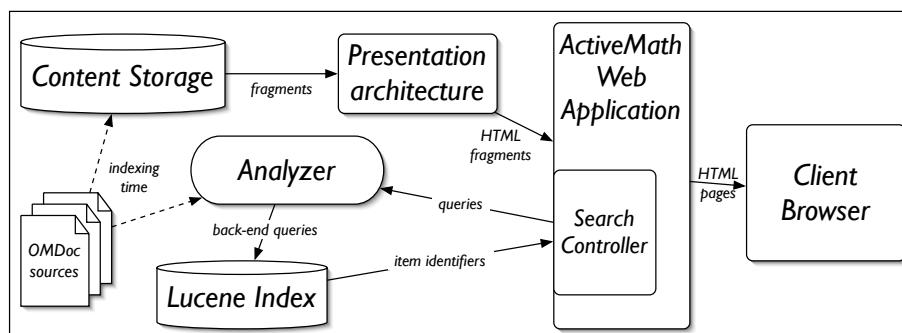 Content Storage
fragments
Presentation
architecture
HTML
fragments
ActiveMath
Web
Application
HTML
pages
Client
Browser
indexing
time
Analyzer
queries
Search
Controller
OMDoc
sources
back-end queries
item identifiers
Lucene Index